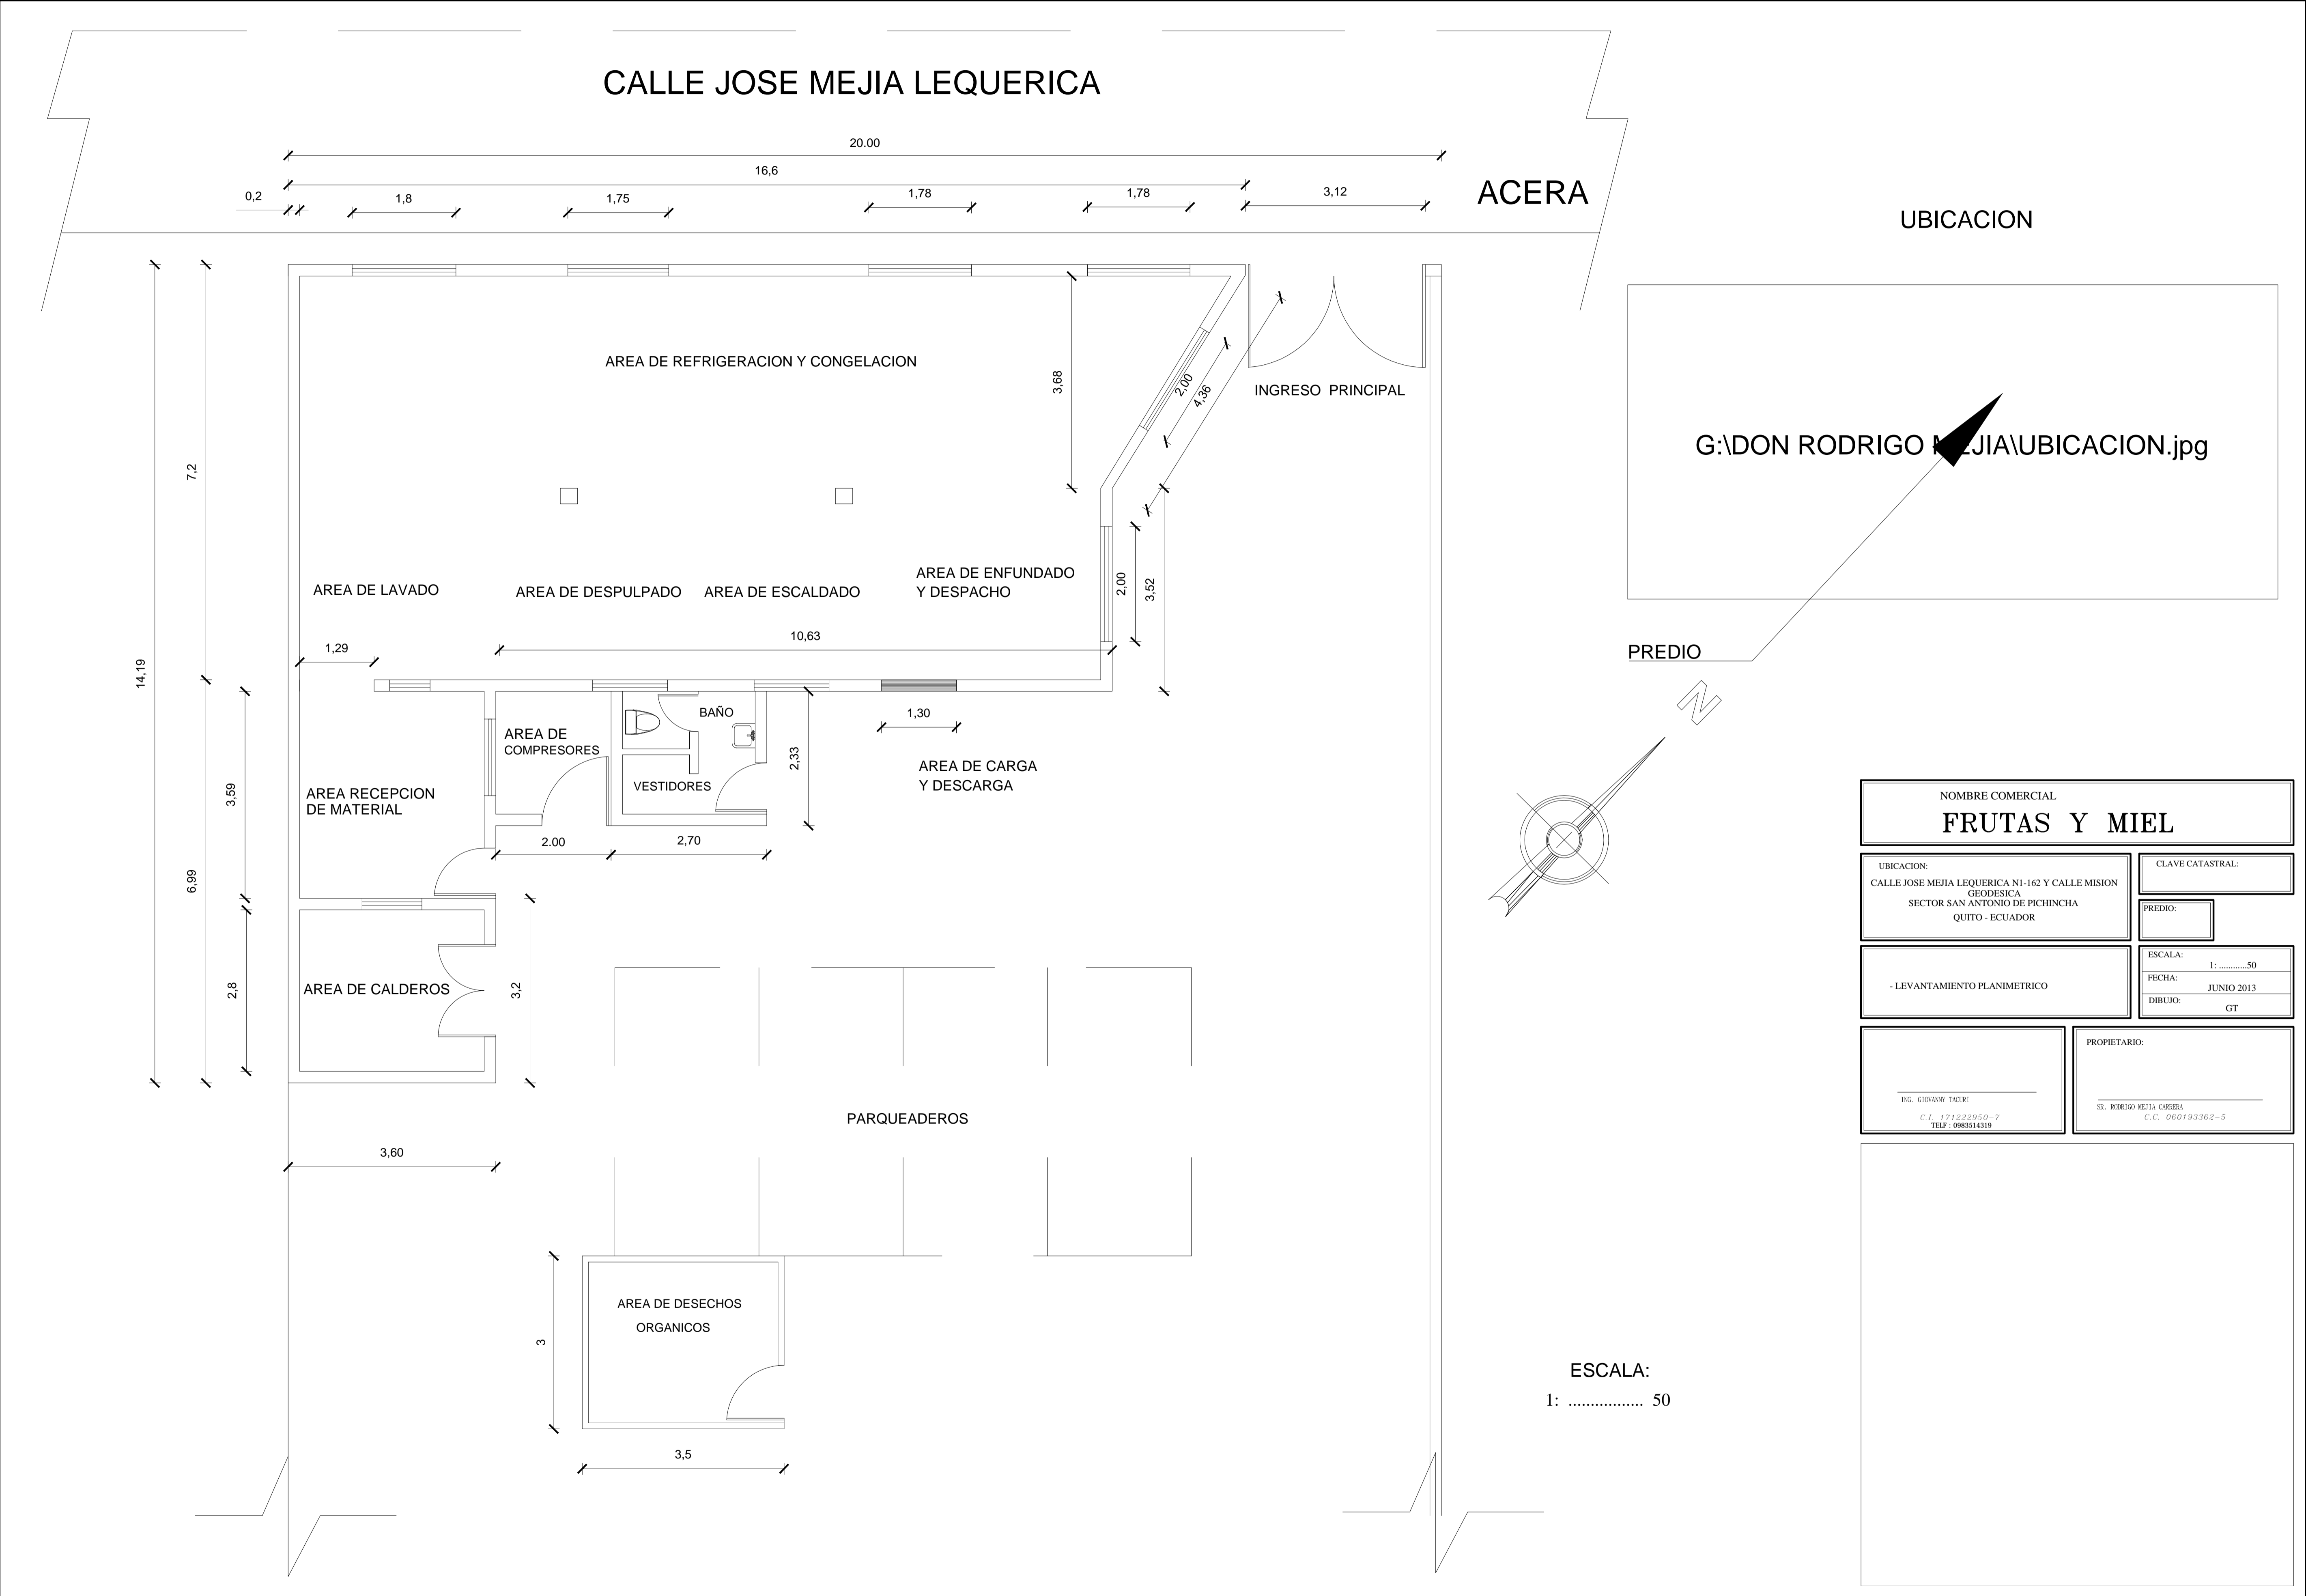 CALLE JOSE MEJIA LEQUERICA
20.00
16,6
0,2
1,8
1,75
1,78
1,78
3,12
ACERA
UBICACION
AREA DE REFRIGERACION Y CONGELACION
3,68
2,00
4,36
INGRESO PRINCIPAL
G:\DON RODRIGO MEJIA\UBICACION.jpg
7,2
14,19
AREA DE LAVADO
AREA DE DESPULPADO
AREA DE ESCALDADO
AREA DE ENFUNDADO
Y DESPACHO
2,00
3,52
10,63
1,29
PREDIO
N
BAÑO
1,30
AREA DE
COMPRESORES
2,33
VESTIDORES
AREA DE CARGA
Y DESCARGA
3,59
AREA RECEPCION
DE MATERIAL
2.00
2,70
6,99
2,8
AREA DE CALDEROS
3,2
PARQUEADEROS
3,60
AREA DE DESECHOS
ORGANICOS
3
3,5
ESCALA:
1: ................. 50
NOMBRE COMERCIAL
FRUTAS Y MIEL
UBICACION:
CALLE JOSE MEJIA LEQUERICA N1-162 Y CALLE MISION
GEODESICA
SECTOR SAN ANTONIO DE PICHINCHA
QUITO - ECUADOR
CLAVE CATASTRAL:
PREDIO:
- LEVANTAMIENTO PLANIMETRICO
ESCALA:
1: ............50
FECHA:
JUNIO 2013
DIBUJO:
GT
ING. GIOVANNY TACURI
C.I. 171222950-7
TELF : 0983514319
PROPIETARIO:
SR. RODRIGO MEJIA CARRERA
C.C. 060193362-5